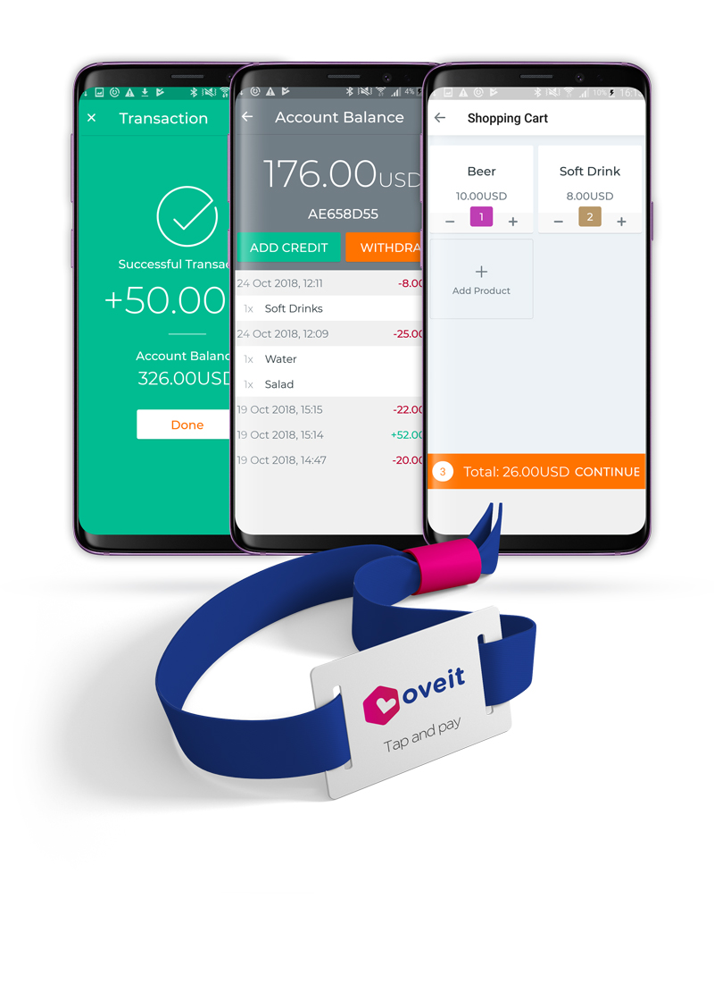 Transaction
Successful Transac
+50.00
Account Balanc
326.00USD
Done
4%
Account Balance
176.00USD
AE658D55
ADD CREDIT
WITHDRA
24 Oct 2018, 12:11 -8.00
1x Soft Drinks
24 Oct 2018, 12:09 -25.00
1x Water
1x Salad
19 Oct 2018, 15:15 -22.00
19 Oct 2018, 15:14 +52.00
19 Oct 2018, 14:47 -20.00
10%
Shopping Cart
Beer
10.00USD
− 1 +
Soft Drink
8.00USD
− 2 +
+
Add Product
3 Total: 26.00USD CONTINUE
oveit
Tap and pay